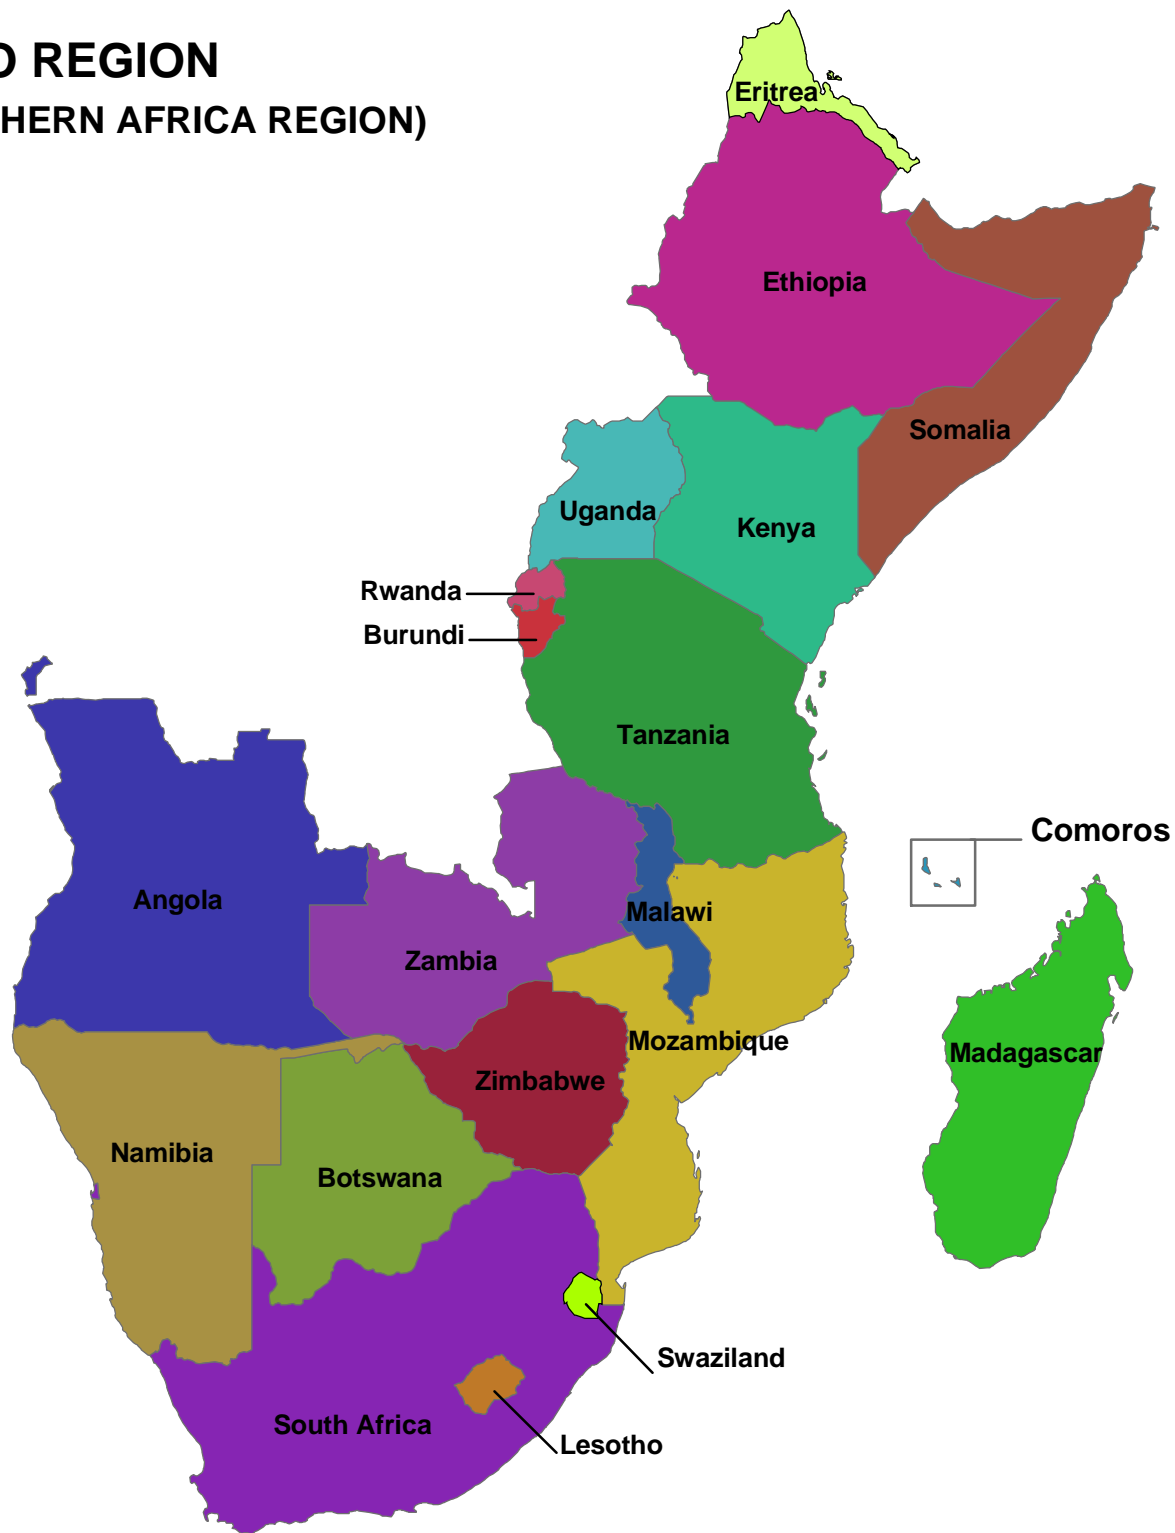 O REGION
HERN AFRICA REGION)
Eritrea
Ethiopia
Somalia
Uganda
Kenya
Rwanda
Burundi
Tanzania
Comoros
Angola
Malawi
Zambia
Mozambique
Madagascar
Zimbabwe
Namibia
Botswana
Swaziland
South Africa
Lesotho